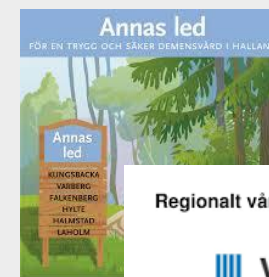 Annas led
FÖR EN TRYGG OCH SÄKER DEMENSVÅRD I HALLAN
Annas
led
KUNGSBACKA
VARBERG
FALKENBERG
HYLTE
HALMSTAD
LAHOLM
Regionalt vår
V